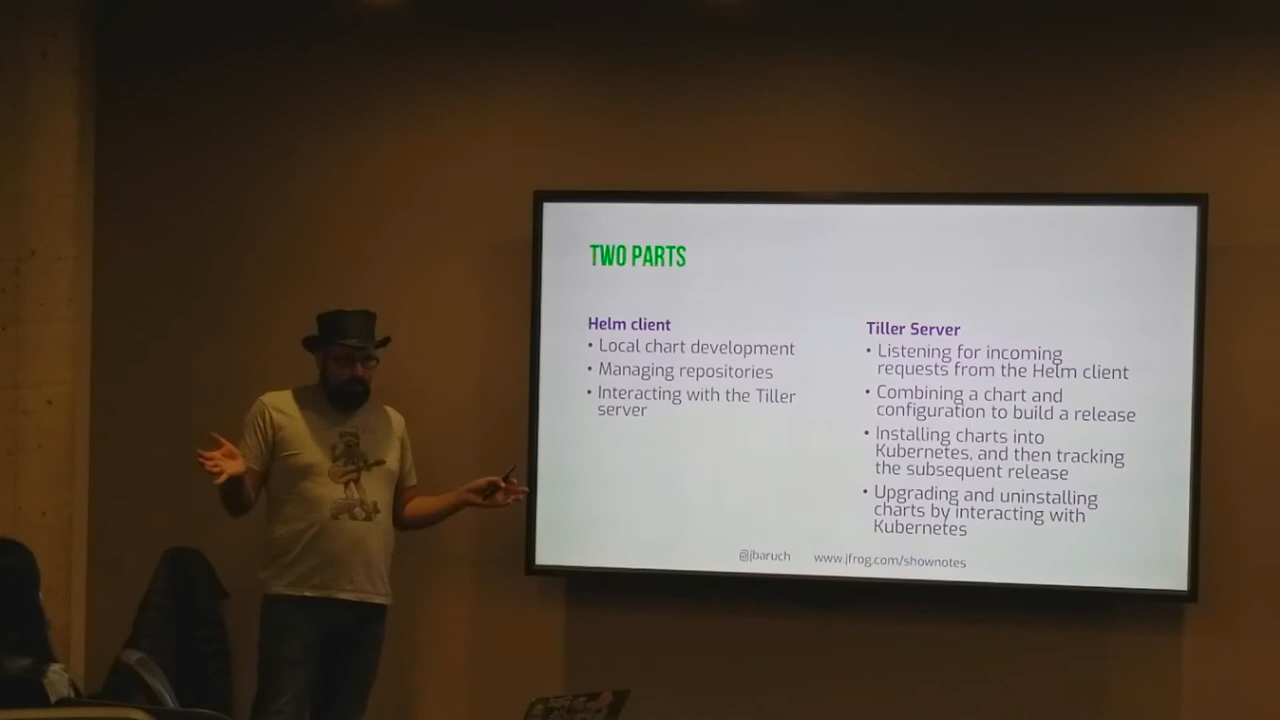 TWO PARTS
Helm client
• Local chart development
• Managing repositories
• Interacting with the Tiller
server
Tiller Server
• Listening for incoming
requests from the Helm client
• Combining a chart and
configuration to build a release
• Installing charts into
Kubernetes, and then tracking
the subsequent release
• Upgrading and uninstalling
charts by interacting with
Kubernetes
@jbaruch www.jfrog.com/shownotes